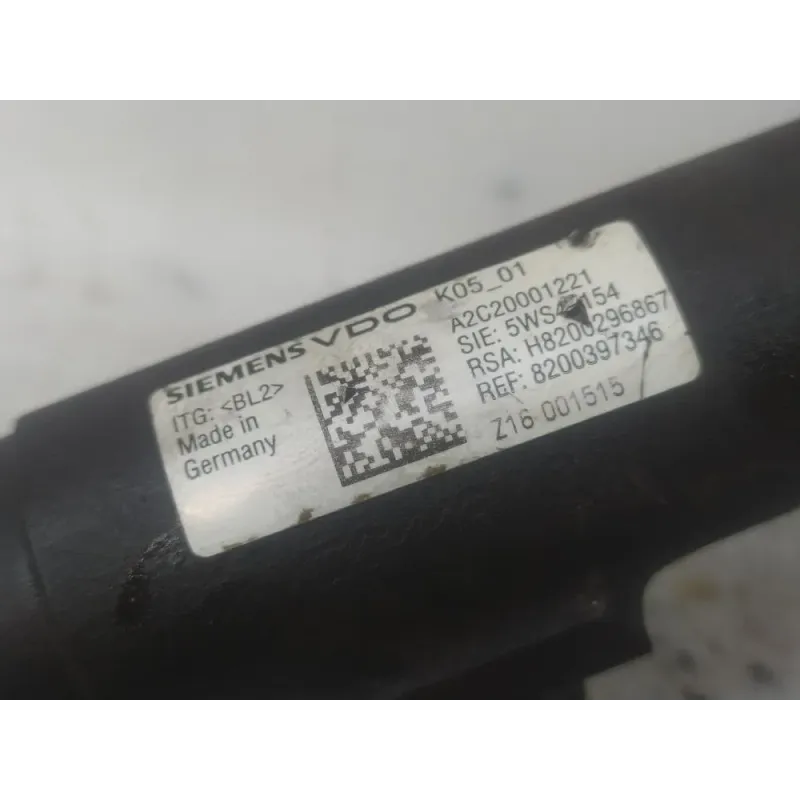 SIEMENS VDO K05_01
ITG: <BL2>
Made in
Germany
A2C20001221
SIE:
RSA: H8200296867
REF: 8200397346
Z16 001515